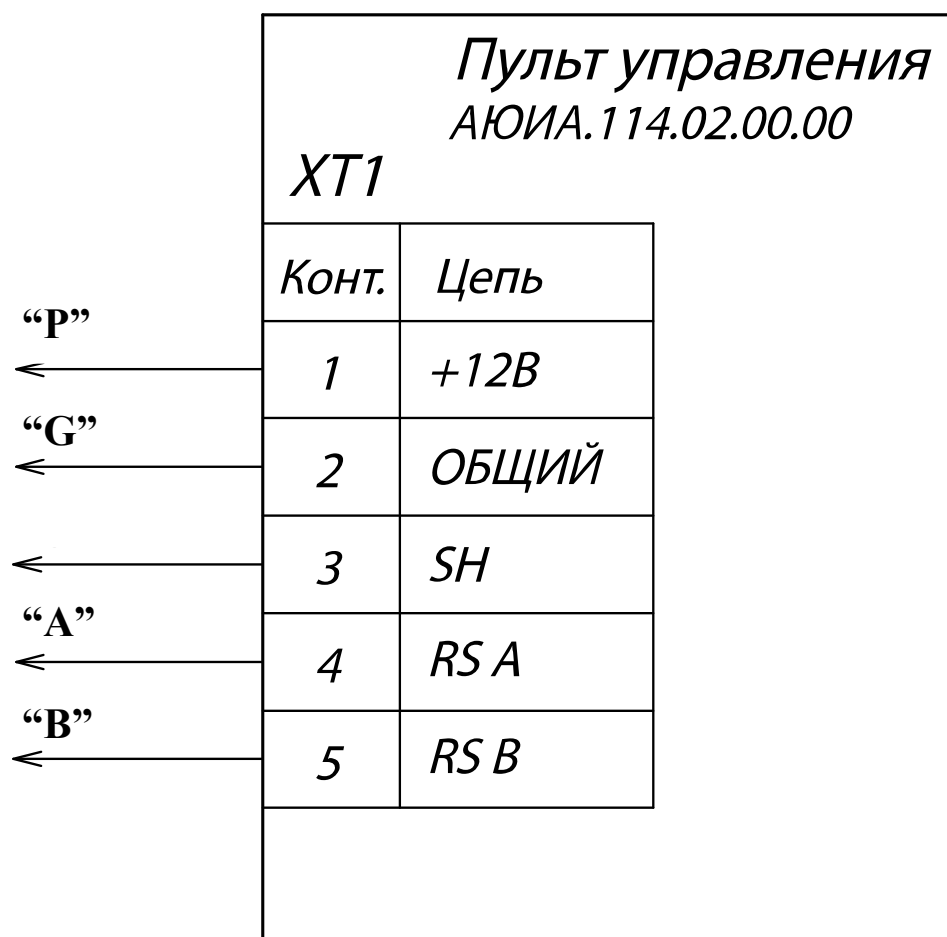 Пульт управления
АЮИА.114.02.00.00
XT1
Конт. Цепь
“P”
1 +12В
“G”
2 ОБЩИЙ
3 SH
“A”
4 RS A
“B”
5 RS B